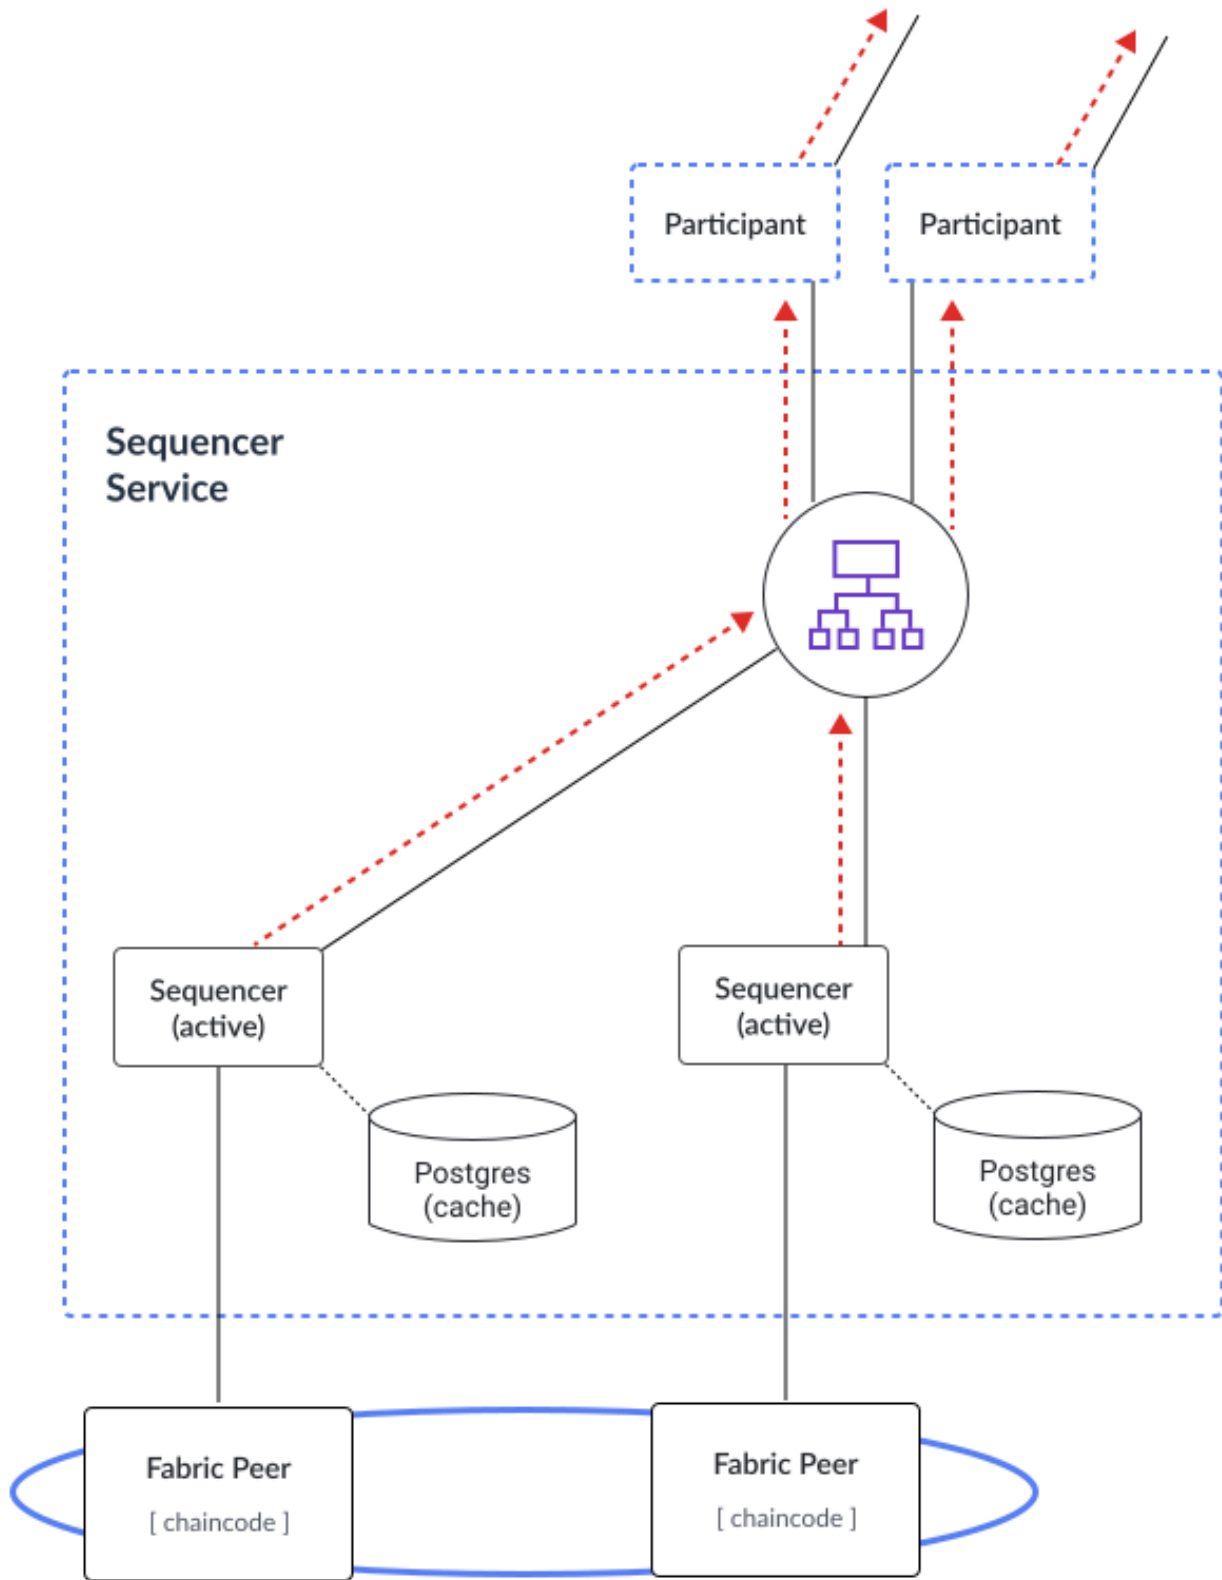 Participant
Participant
Sequencer
Service
Sequencer
(active)
Sequencer
(active)
Postgres
(cache)
Postgres
(cache)
Fabric Peer
[ chaincode ]
Fabric Peer
[ chaincode ]